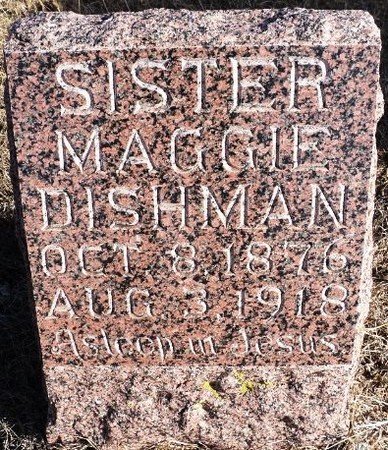 SISTER
MAGGIE
DISHMAN
OCT. 8, 1876
AUG 3, 1918
Asleep in Jesus